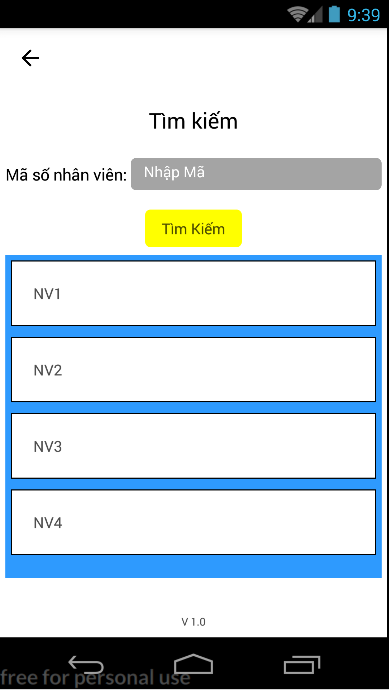 9:39
Tìm kiếm
Mã số nhân viên: Nhập Mã
Tìm Kiếm
NV1
NV2
NV3
NV4
V 1.0
free for personal use